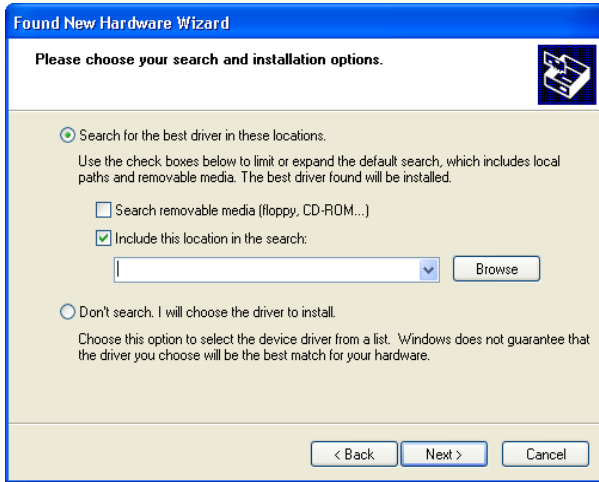 Found New Hardware Wizard
Please choose your search and installation options.
Search for the best driver in these locations.
Use the check boxes below to limit or expand the default search, which includes local
paths and removable media. The best driver found will be installed.
Search removable media (floppy, CD-ROM...)
Include this location in the search:
Browse
Don't search. I will choose the driver to install.
Choose this option to select the device driver from a list. Windows does not guarantee that
the driver you choose will be the best match for your hardware.
< Back Next > Cancel